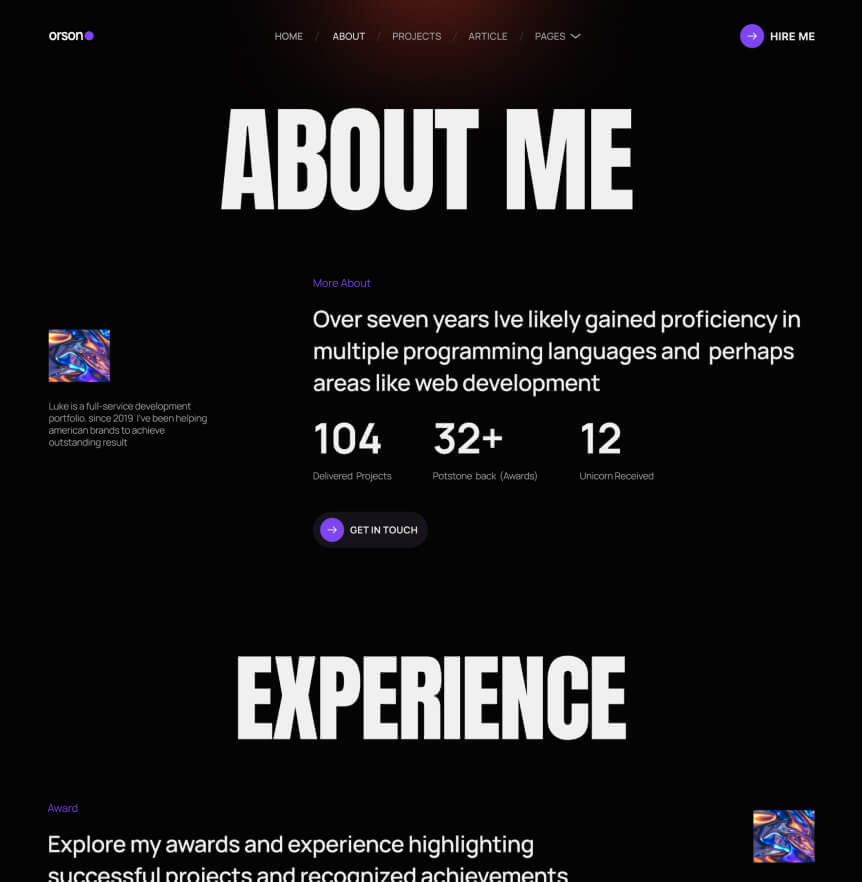 orson
HOME / ABOUT / PROJECTS / ARTICLE / PAGES
HIRE ME
ABOUT ME
More About
Over seven years Ive likely gained proficiency in
multiple programming languages and perhaps
areas like web development
Luke is a full-service development
portfolio. since 2019 I've been helping
american brands to achieve
outstanding result
104
Delivered Projects
32+
Potstone back (Awards)
12
Unicorn Received
GET IN TOUCH
EXPERIENCE
Award
Explore my awards and experience highlighting
successful projects and recognized achievements